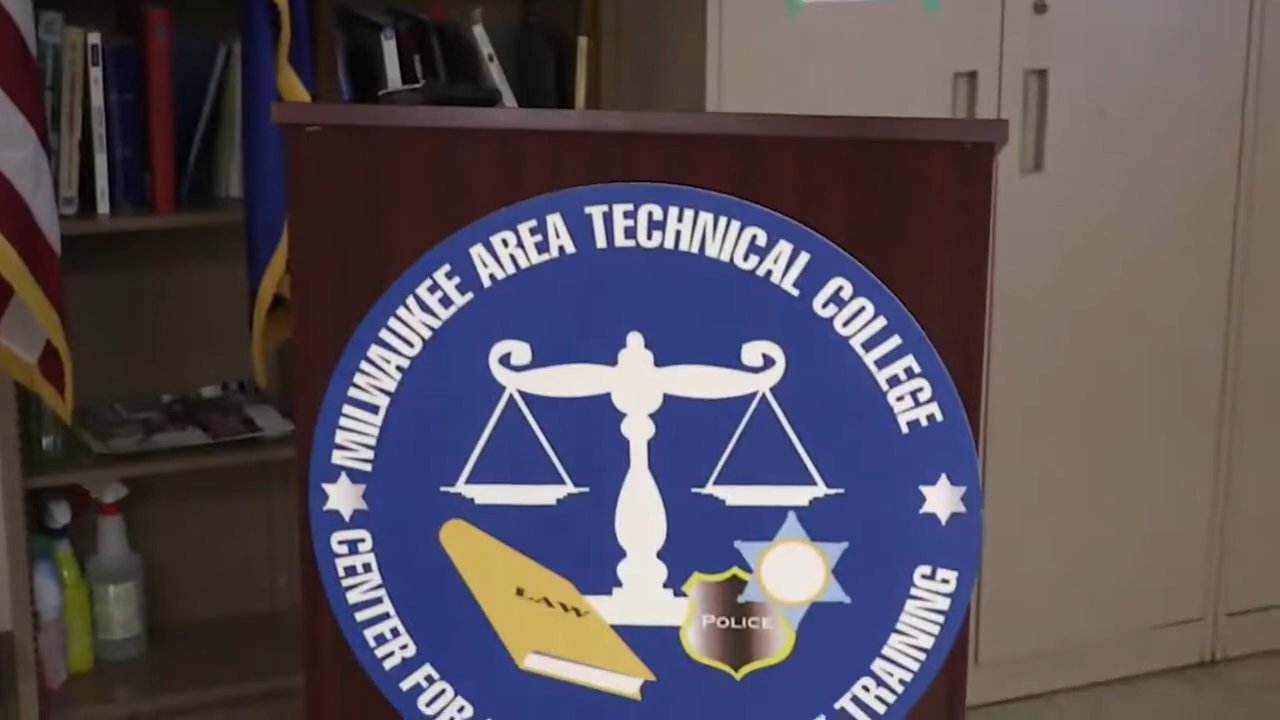 MILWAUKEE AREA TECHNICAL COLLEGE
LAW
POLICE
CENTER FOR
TRAINING